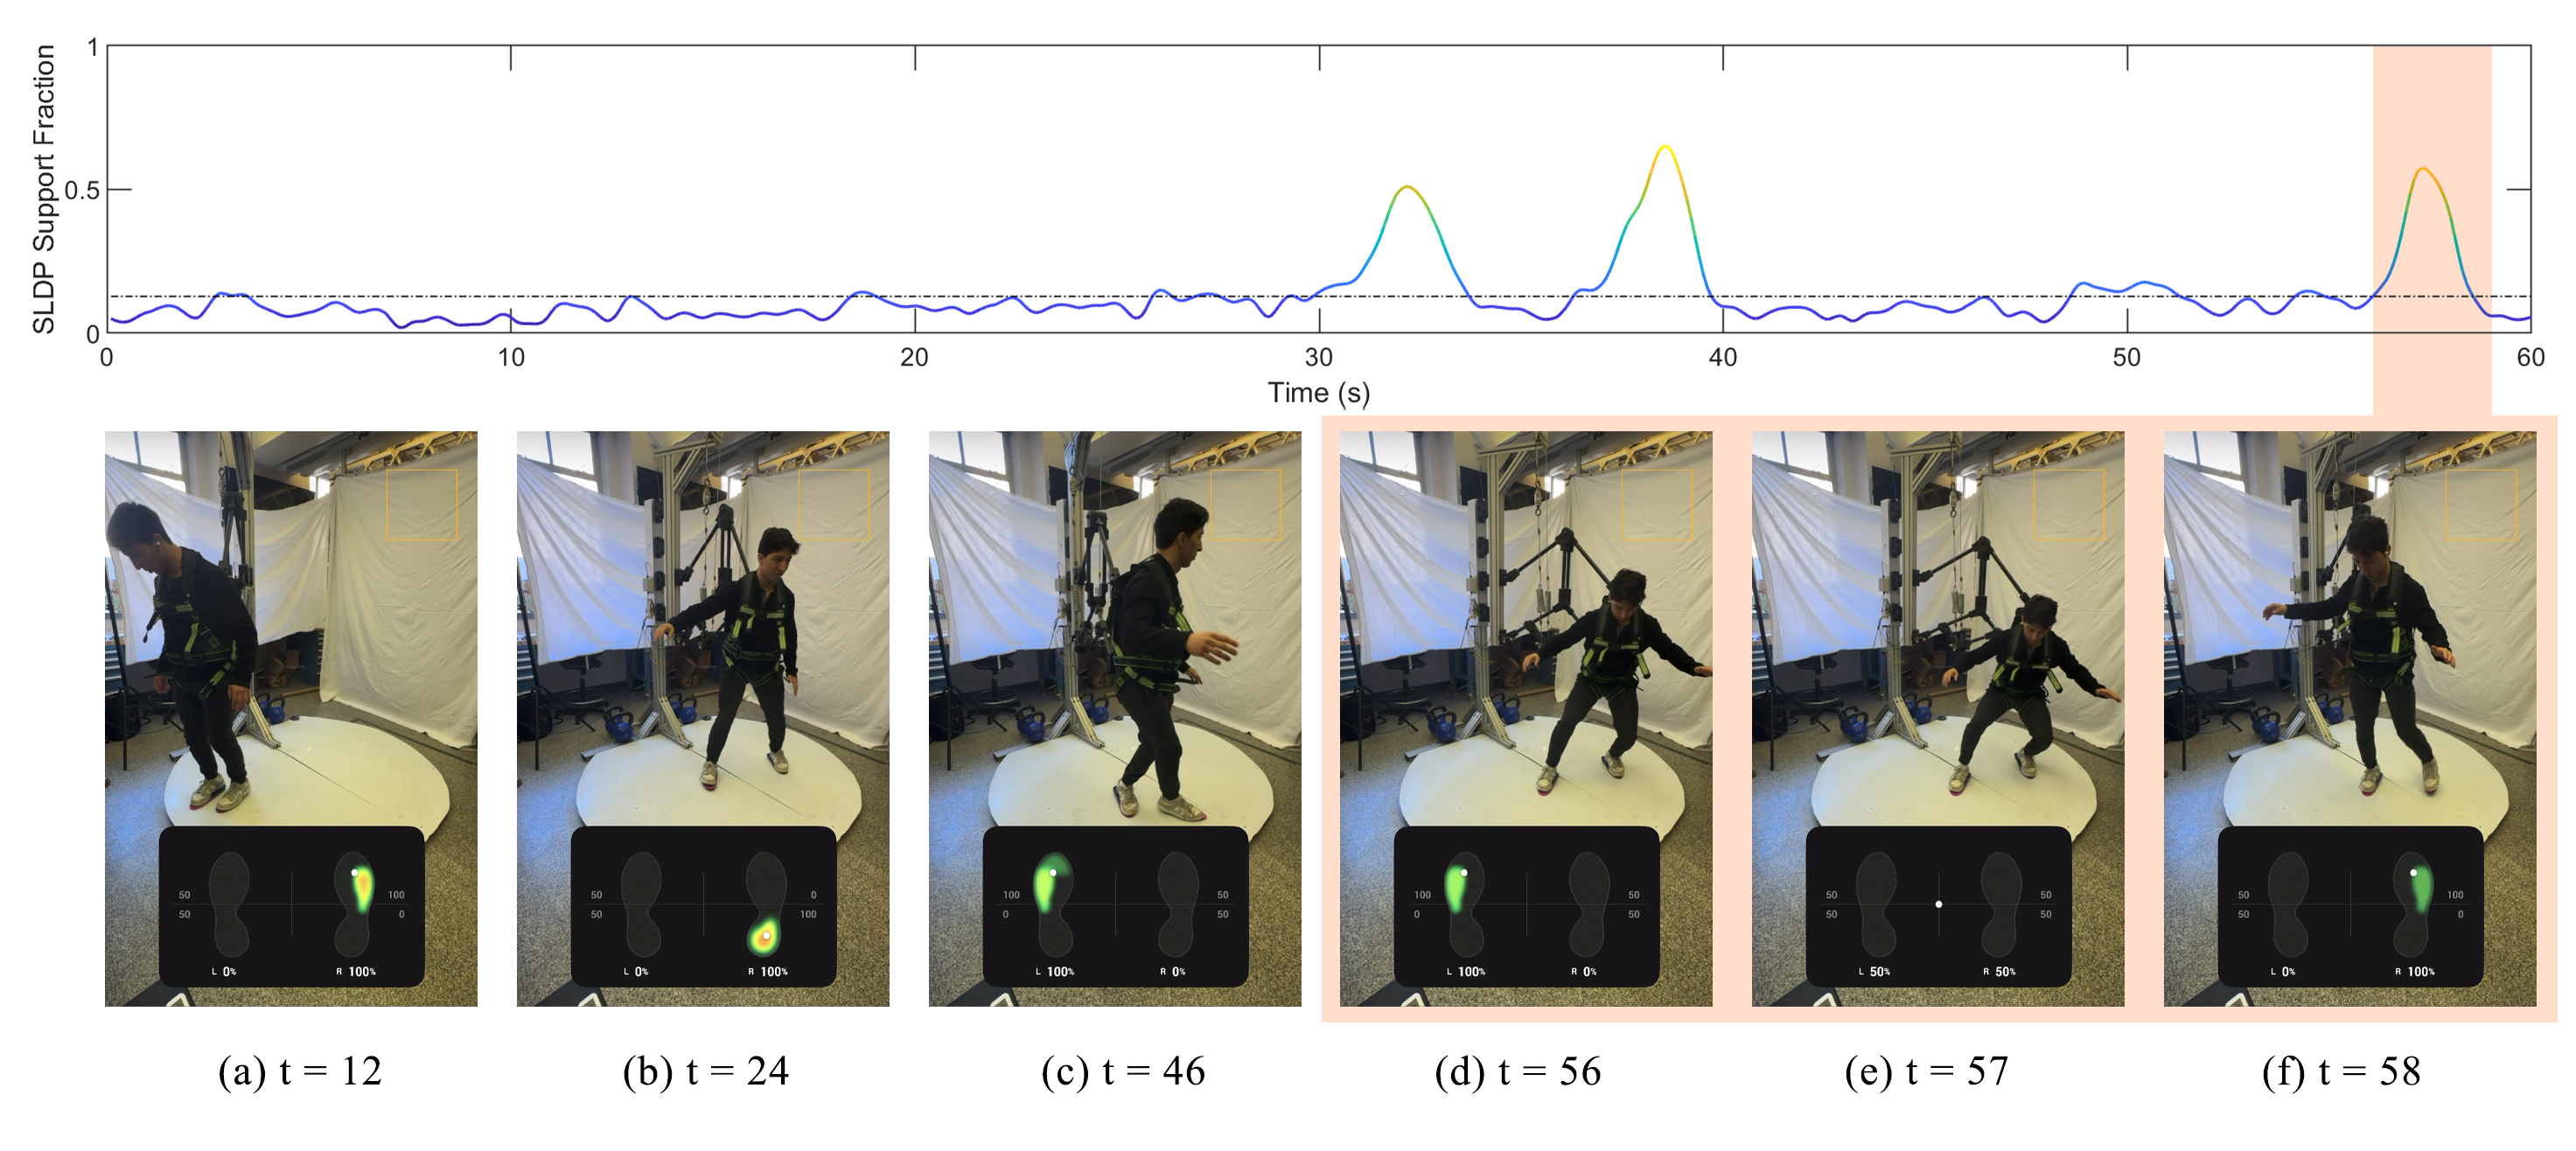 SLDP Support Fraction
1
0.5
0
0 10 20 30 40 50 60
Time (s)
50 100
50 0
L 0% R 100%
50 0
50 100
L 0% R 100%
100 50
0 50
L 100% R 0%
100 50
0 50
L 100% R 0%
50 50
50 50
L 50% R 50%
50 100
50 0
L 0% R 100%
(a) t = 12 (b) t = 24 (c) t = 46 (d) t = 56 (e) t = 57 (f) t = 58